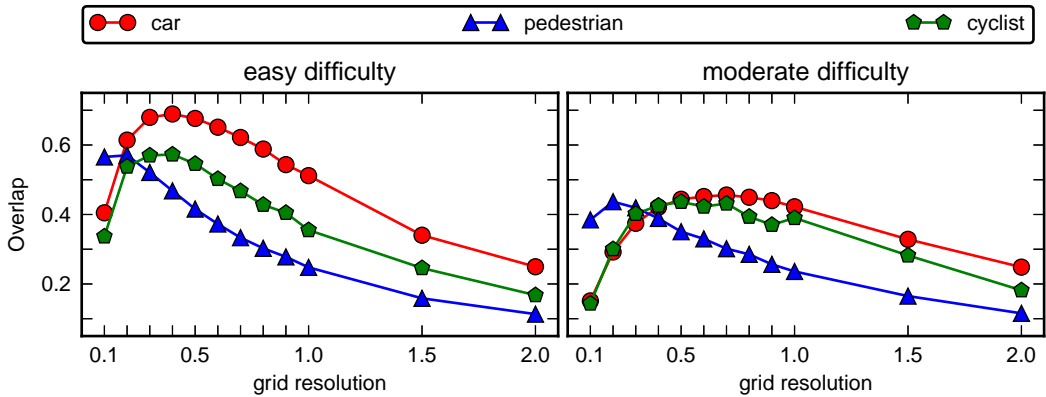 car pedestrian cyclist
easy difficulty moderate difficulty
Overlap
0.6
0.4
0.2
0.1 0.5 1.0 1.5 2.0 0.1 0.5 1.0 1.5 2.0
grid resolution grid resolution